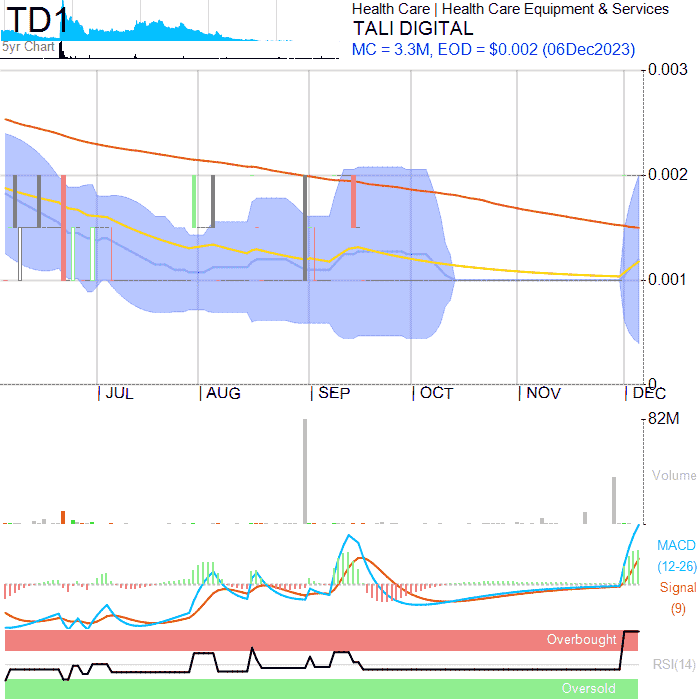 TD1
Health Care | Health Care Equipment & Services
TALI DIGITAL
5yr Chart
MC = 3.3M, EOD = $0.002 (06Dec2023)
0.003
0.002
0.001
0
JUL AUG SEP OCT NOV DEC
82M
Volume
MACD
(12-26)
Signal
(9)
Overbought
RSI(14)
Oversold